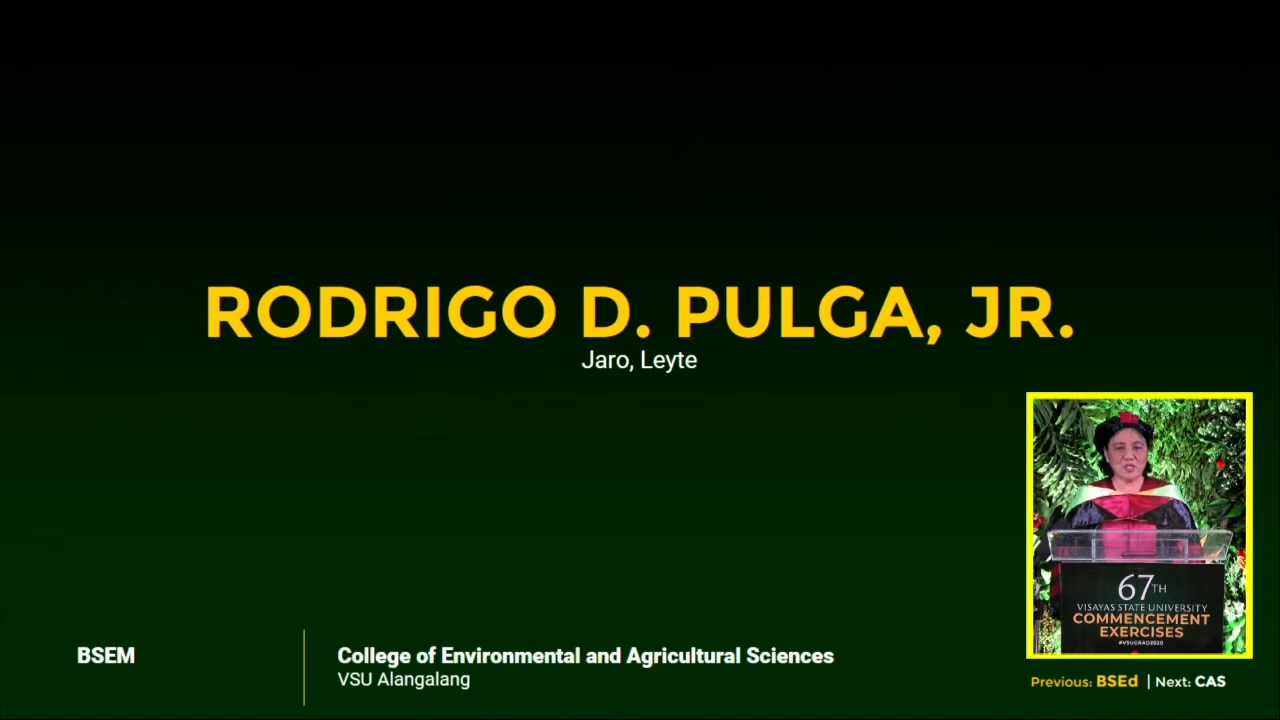 RODRIGO D. PULGA, JR.
Jaro, Leyte
67TH
VISAYAS STATE UNIVERSITY
COMMENCEMENT
EXERCISES
#VSUGRAD2020
BSEM
College of Environmental and Agricultural Sciences
VSU Alangalang
Previous: BSEd | Next: CAS